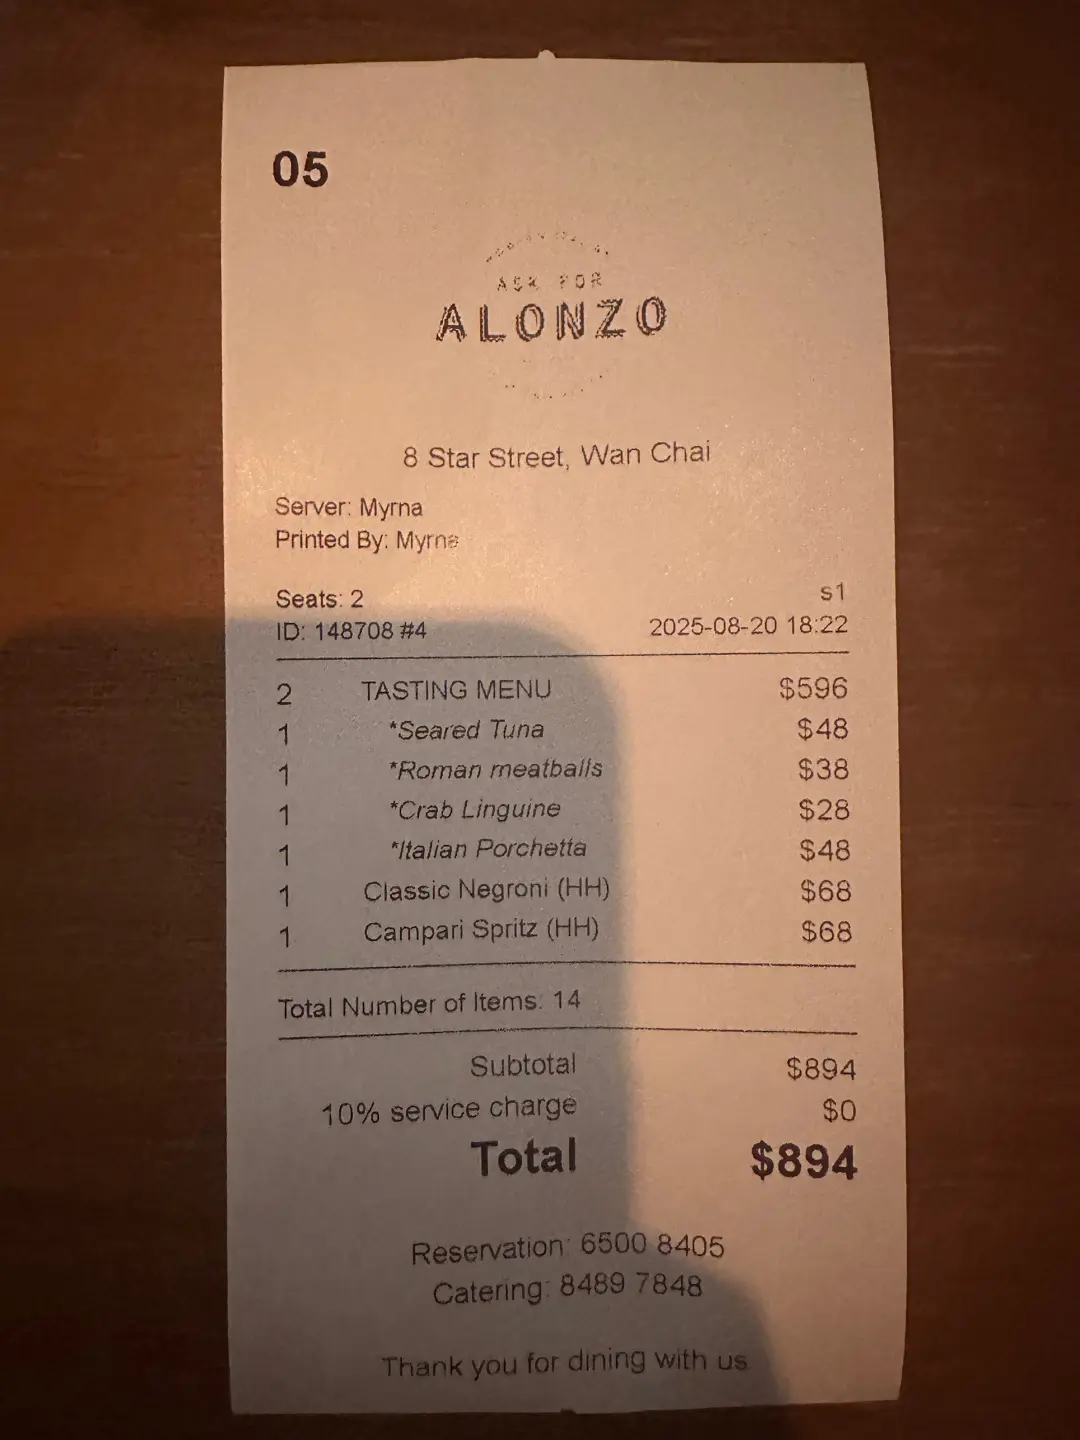 05
ASK FOR
ALONZO
8 Star Street, Wan Chai
Server: Myrna
Printed By: Myrna
Seats: 2 s1
ID: 148708 #4 2025-08-20 18:22
2 TASTING MENU $596
1 *Seared Tuna $48
1 *Roman meatballs $38
1 *Crab Linguine $28
1 *Italian Porchetta $48
1 Classic Negroni (HH) $68
1 Campari Spritz (HH) $68
Total Number of Items: 14
Subtotal $894
10% service charge $0
Total $894
Reservation: 6500 8405
Catering: 8489 7848
Thank you for dining with us